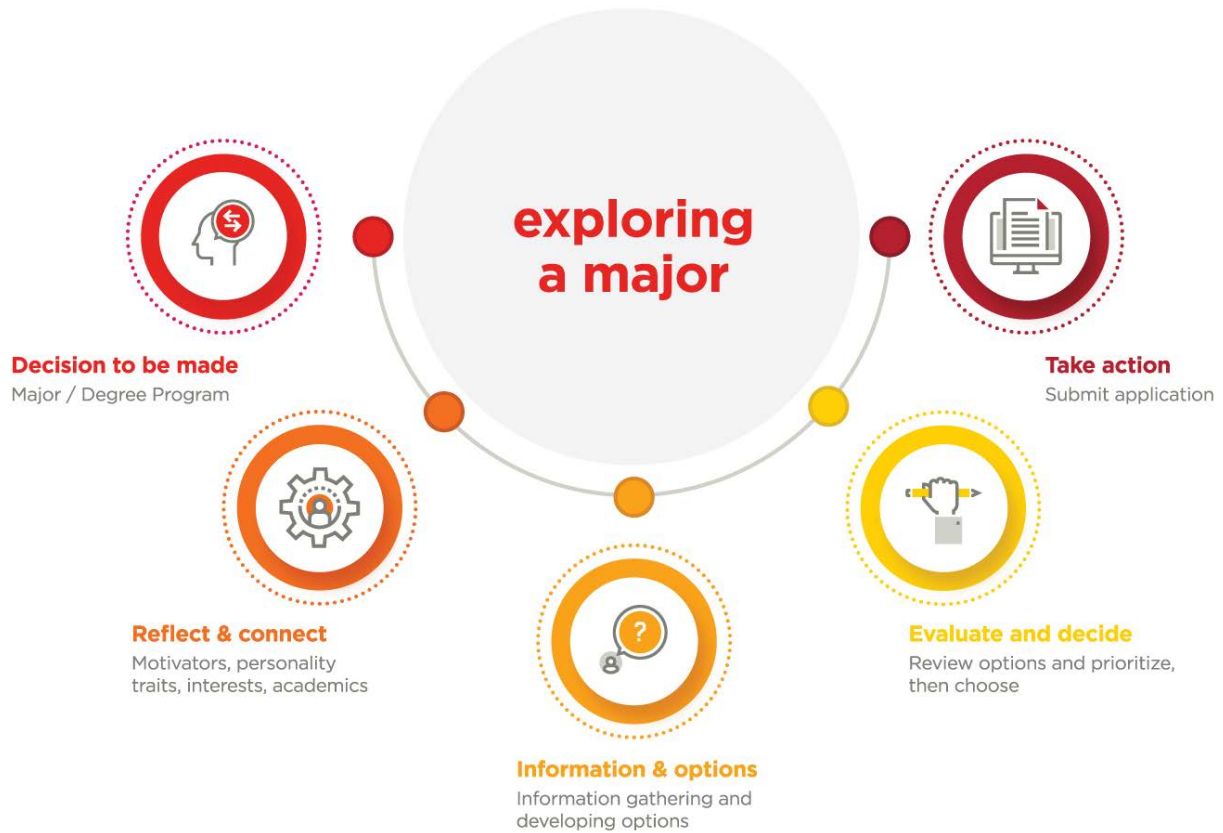 exploring
a major
Decision to be made
Major / Degree Program
Reflect & connect
Motivators, personality
traits, interests, academics
?
Information & options
Information gathering and
developing options
Evaluate and decide
Review options and prioritize,
then choose
Take action
Submit application